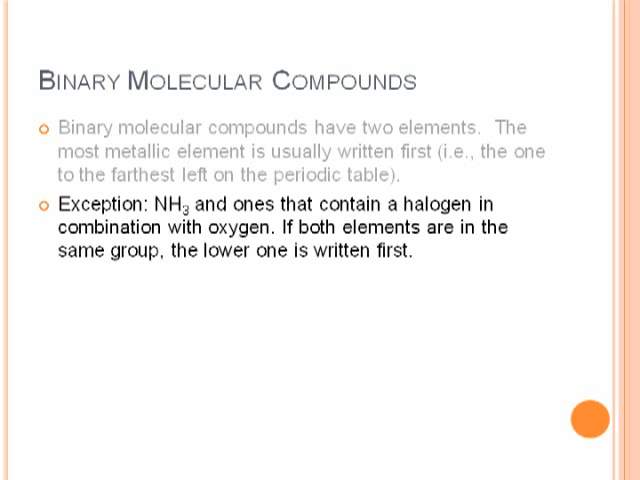 BINARY MOLECULAR COMPOUNDS
Binary molecular compounds have two elements. The
most metallic element is usually written first (i.e., the one
to the farthest left on the periodic table).
Exception: NH₃ and ones that contain a halogen in
combination with oxygen. If both elements are in the
same group, the lower one is written first.